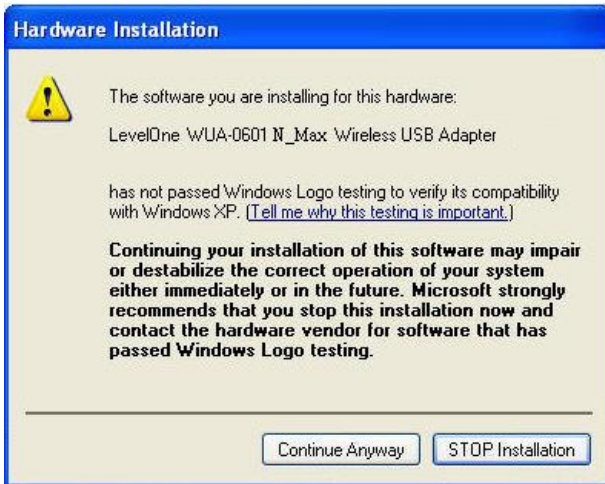 Hardware Installation
The software you are installing for this hardware:
LevelOne WUA-0601 N_Max Wireless USB Adapter
has not passed Windows Logo testing to verify its compatibility
with Windows XP. (Tell me why this testing is important.)
Continuing your installation of this software may impair
or destabilize the correct operation of your system
either immediately or in the future. Microsoft strongly
recommends that you stop this installation now and
contact the hardware vendor for software that has
passed Windows Logo testing.
Continue Anyway
STOP Installation